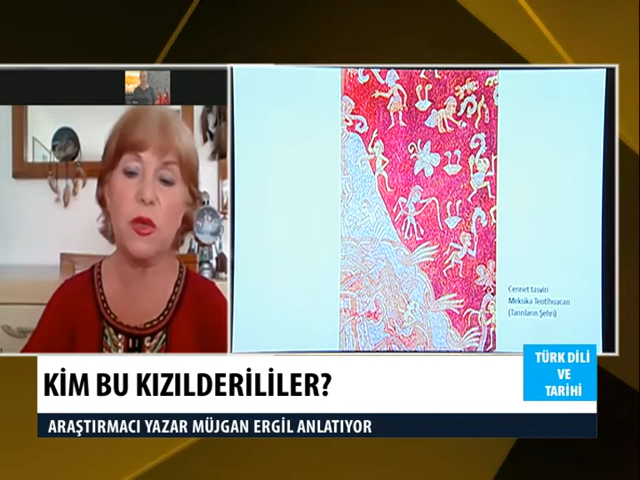 Cennet tasviri
Meksika Teotihuacan
(Tanrıların Şehri)
TÜRK DİLİ
VE
TARİHİ
KİM BU KIZILDERİLİLER?
ARAŞTIRMACI YAZAR MÜJGAN ERGİL ANLATIYOR